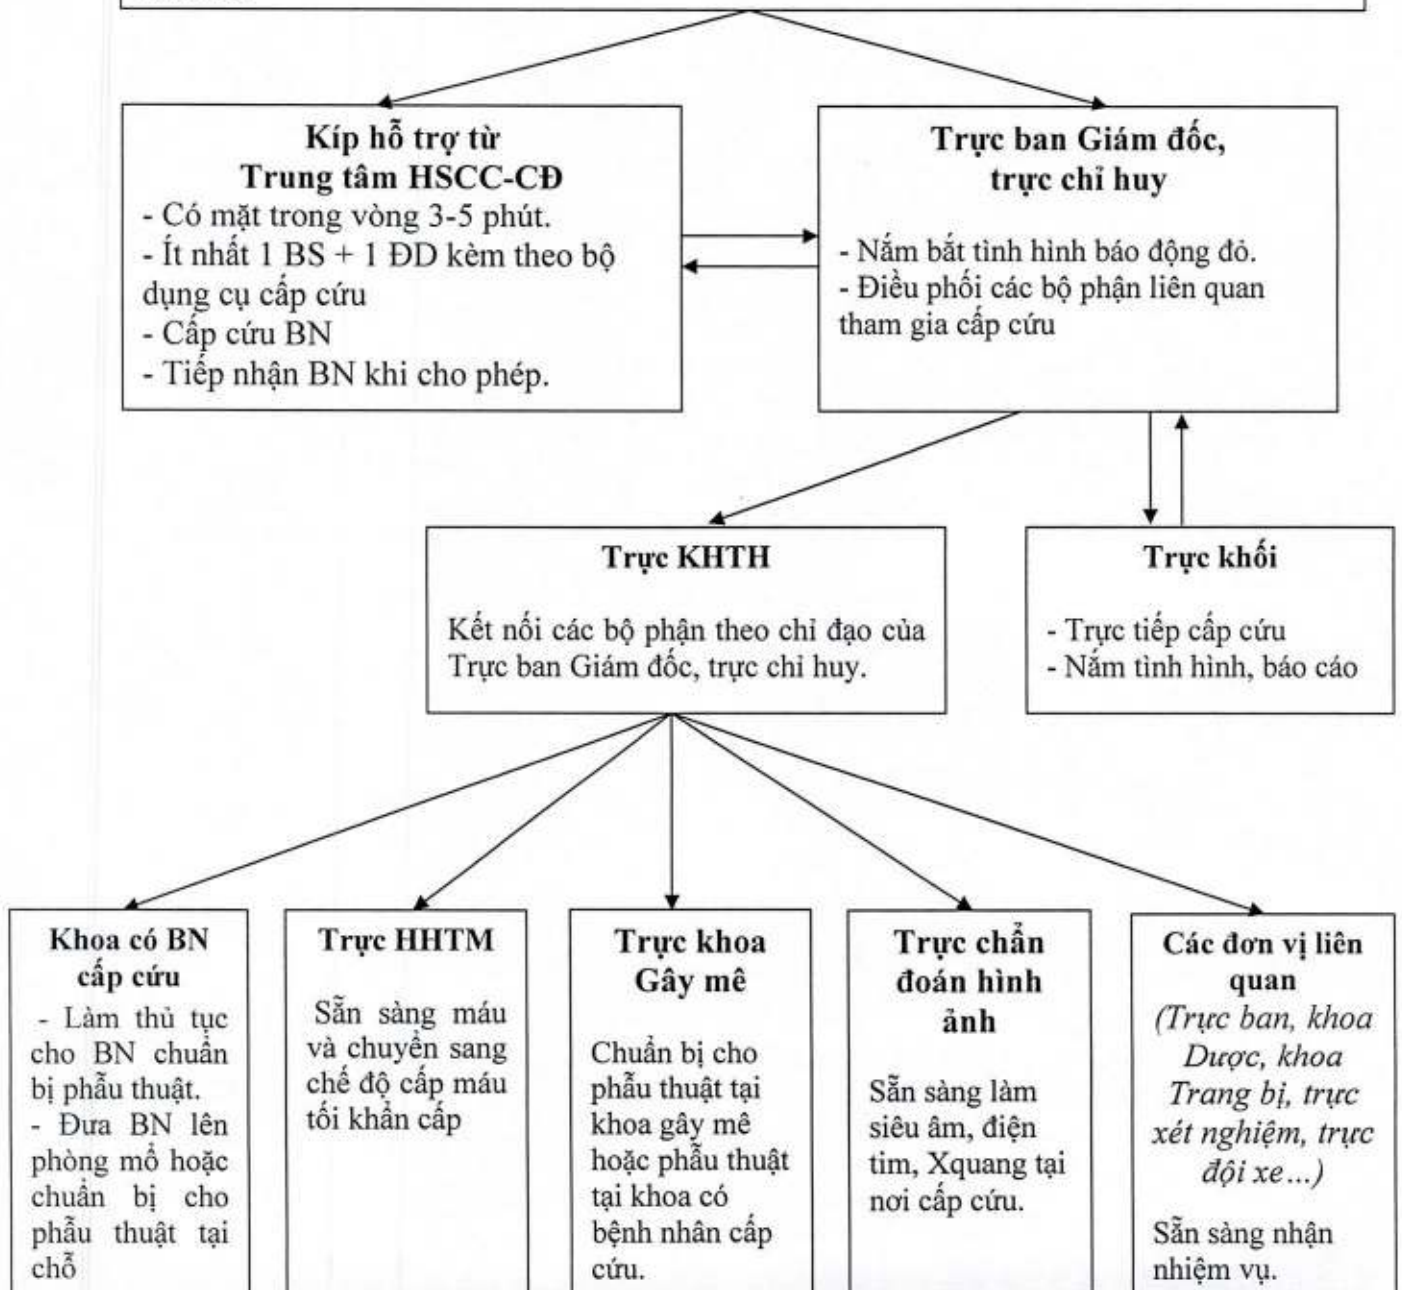 Kíp hỗ trợ từ
Trung tâm HSCC-CĐ
- Có mặt trong vòng 3-5 phút.
- Ít nhất 1 BS + 1 ĐD kèm theo bộ
dụng cụ cấp cứu
- Cấp cứu BN
- Tiếp nhận BN khi cho phép.
Trực ban Giám đốc,
trực chỉ huy
- Nắm bắt tình hình báo động đỏ.
- Điều phối các bộ phận liên quan
tham gia cấp cứu
Trực KHTH
Kết nối các bộ phận theo chỉ đạo của
Trực ban Giám đốc, trực chỉ huy.
Trực khối
- Trực tiếp cấp cứu
- Nắm tình hình, báo cáo
Khoa có BN
cấp cứu
- Làm thủ tục
cho BN chuẩn
bị phẫu thuật.
- Đưa BN lên
phòng mổ hoặc
chuẩn bị cho
phẫu thuật tại
chỗ
Trực HHTM
Sẵn sàng máu
và chuyển sang
chế độ cấp máu
tối khẩn cấp
Trực khoa
Gây mê
Chuẩn bị cho
phẫu thuật tại
khoa gây mê
hoặc phẫu thuật
tại khoa có
bệnh nhân cấp
cứu.
Trực chẩn
đoán hình
ảnh
Sẵn sàng làm
siêu âm, điện
tim, Xquang tại
nơi cấp cứu.
Các đơn vị liên
quan
(Trực ban, khoa
Dược, khoa
Trang bị, trực
xét nghiệm, trực
đội xe...)
Sẵn sàng nhận
nhiệm vụ.